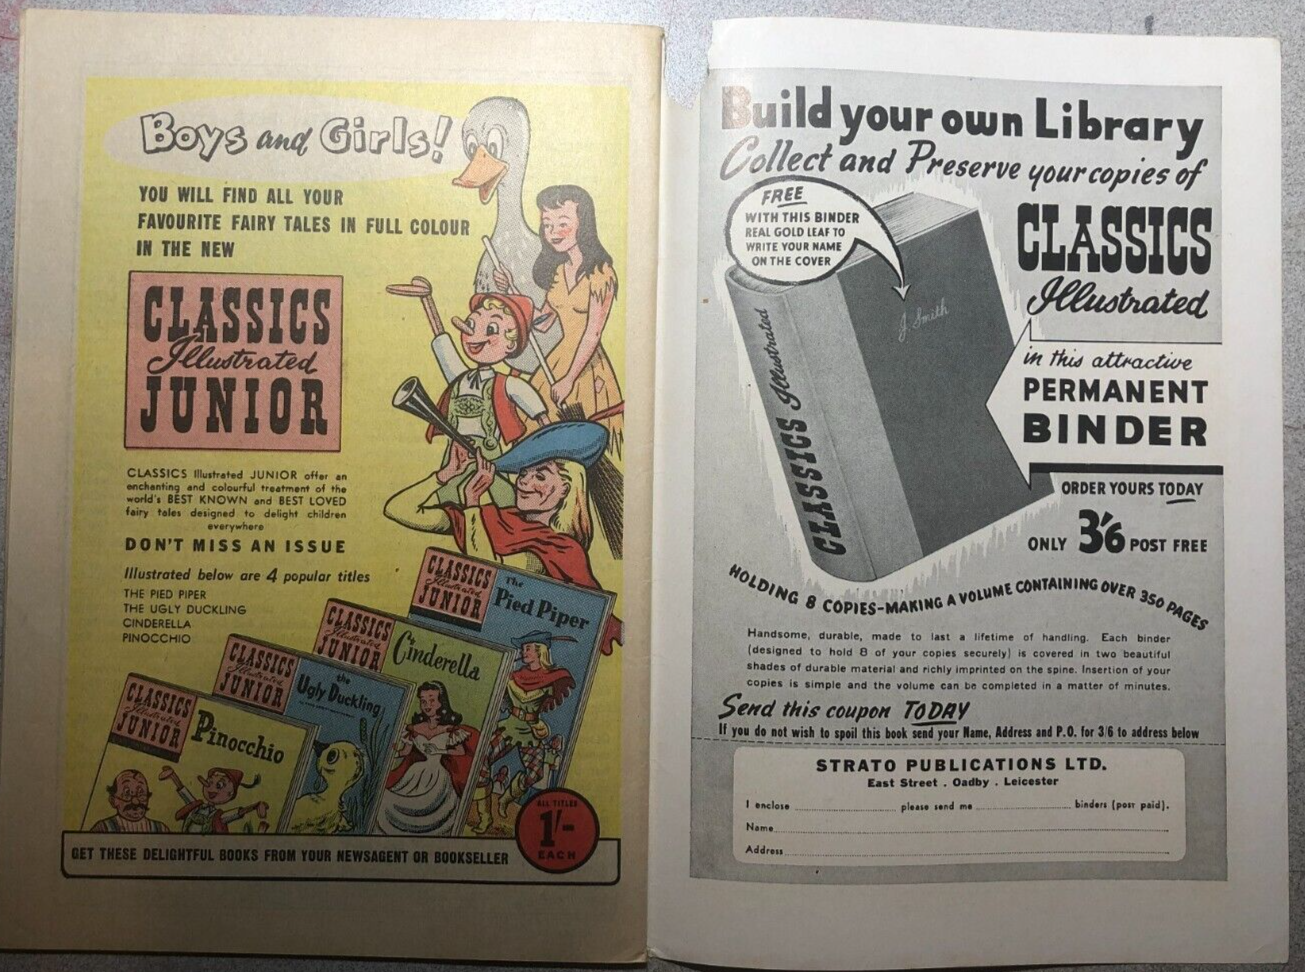 Boys and Girls!
YOU WILL FIND ALL YOUR
FAVOURITE FAIRY TALES IN FULL COLOUR
IN THE NEW
CLASSICS
Illustrated
JUNIOR
CLASSICS Illustrated JUNIOR offer an
enchanting and colourful treatment of the
world's BEST KNOWN and BEST LOVED
fairy tales designed to delight children
everywhere
DON'T MISS AN ISSUE
Illustrated below are 4 popular titles
THE PIED PIPER
THE UGLY DUCKLING
CINDERELLA
PINOCCHIO
CLASSICS
Illustrated
JUNIOR
The
Pied Piper
CLASSICS
Illustrated
JUNIOR
Cinderella
CLASSICS
Illustrated
JUNIOR
the
Ugly Duckling
CLASSICS
Illustrated
JUNIOR
Pinocchio
ALL TITLES
1/-
EACH
GET THESE DELIGHTFUL BOOKS FROM YOUR NEWSAGENT OR BOOKSELLER
Build your own Library
Collect and Preserve your copies of
CLASSICS
Illustrated
FREE
WITH THIS BINDER
REAL GOLD LEAF TO
WRITE YOUR NAME
ON THE COVER
J. Smith
CLASSICS Illustrated
in this attractive
PERMANENT
BINDER
ORDER YOURS TODAY
ONLY 3'6 POST FREE
HOLDING 8 COPIES-MAKING A VOLUME CONTAINING OVER 350 PAGES
Handsome, durable, made to last a lifetime of handling. Each binder
(designed to hold 8 of your copies securely) is covered in two beautiful
shades of durable material and richly imprinted on the spine. Insertion of your
copies is simple and the volume can be completed in a matter of minutes.
Send this coupon TODAY
If you do not wish to spoil this book send your Name, Address and P.O. for 3/6 to address below
STRATO PUBLICATIONS LTD.
East Street . Oadby . Leicester
I enclose ........ please send me ........ binders (post paid).
Name
Address